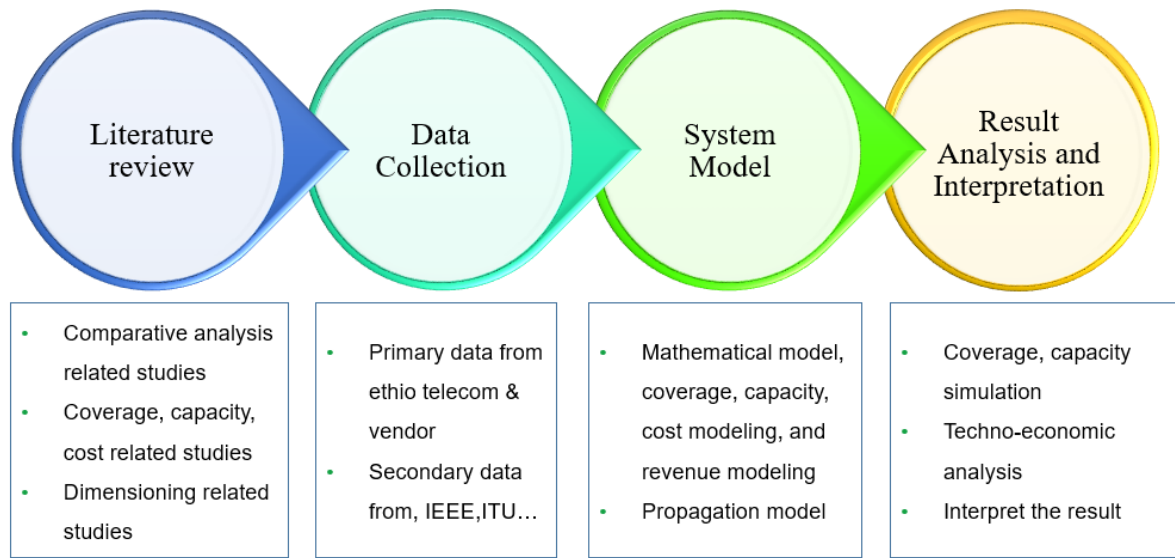 Literature
review
Data
Collection
System
Model
Result
Analysis and
Interpretation
• Comparative analysis
related studies
• Coverage, capacity,
cost related studies
• Dimensioning related
studies
• Primary data from
ethio telecom &
vendor
• Secondary data
from, IEEE,ITU…
• Mathematical model,
coverage, capacity,
cost modeling, and
revenue modeling
• Propagation model
• Coverage, capacity
simulation
• Techno-economic
analysis
• Interpret the result